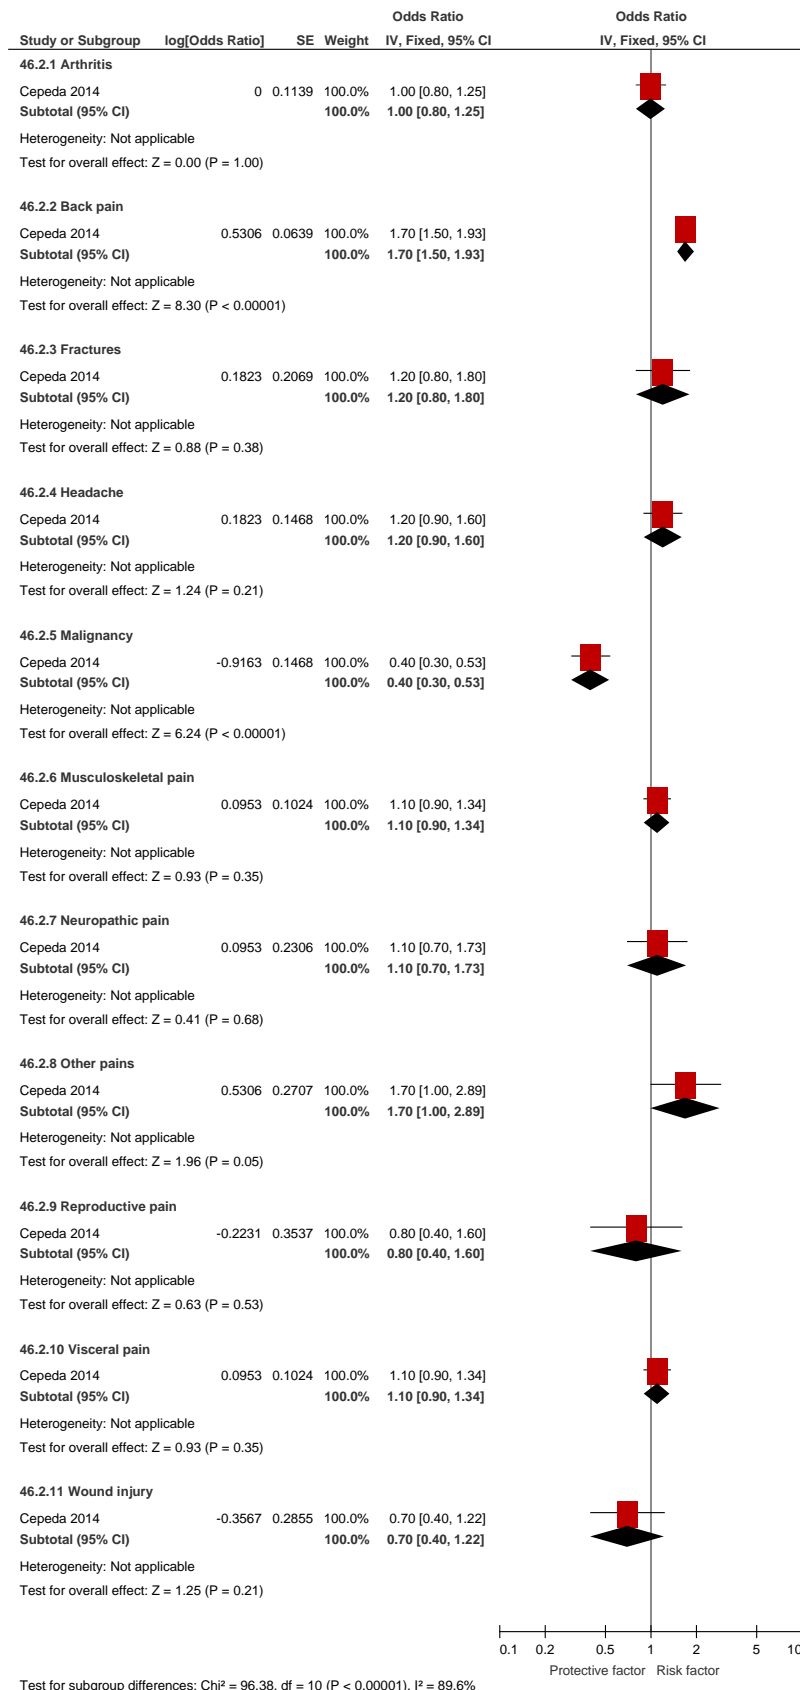 Odds Ratio Odds Ratio
Study or Subgroup log[Odds Ratio] SE Weight IV, Fixed, 95% CI IV, Fixed, 95% CI
46.2.1 Arthritis
Cepeda 2014 0 0.1139 100.0% 1.00 [0.80, 1.25]
Subtotal (95% CI) 100.0% 1.00 [0.80, 1.25]
Heterogeneity: Not applicable
Test for overall effect: Z = 0.00 (P = 1.00)
46.2.2 Back pain
Cepeda 2014 0.5306 0.0639 100.0% 1.70 [1.50, 1.93]
Subtotal (95% CI) 100.0% 1.70 [1.50, 1.93]
Heterogeneity: Not applicable
Test for overall effect: Z = 8.30 (P < 0.00001)
46.2.3 Fractures
Cepeda 2014 0.1823 0.2069 100.0% 1.20 [0.80, 1.80]
Subtotal (95% CI) 100.0% 1.20 [0.80, 1.80]
Heterogeneity: Not applicable
Test for overall effect: Z = 0.88 (P = 0.38)
46.2.4 Headache
Cepeda 2014 0.1823 0.1468 100.0% 1.20 [0.90, 1.60]
Subtotal (95% CI) 100.0% 1.20 [0.90, 1.60]
Heterogeneity: Not applicable
Test for overall effect: Z = 1.24 (P = 0.21)
46.2.5 Malignancy
Cepeda 2014 -0.9163 0.1468 100.0% 0.40 [0.30, 0.53]
Subtotal (95% CI) 100.0% 0.40 [0.30, 0.53]
Heterogeneity: Not applicable
Test for overall effect: Z = 6.24 (P < 0.00001)
46.2.6 Musculoskeletal pain
Cepeda 2014 0.0953 0.1024 100.0% 1.10 [0.90, 1.34]
Subtotal (95% CI) 100.0% 1.10 [0.90, 1.34]
Heterogeneity: Not applicable
Test for overall effect: Z = 0.93 (P = 0.35)
46.2.7 Neuropathic pain
Cepeda 2014 0.0953 0.2306 100.0% 1.10 [0.70, 1.73]
Subtotal (95% CI) 100.0% 1.10 [0.70, 1.73]
Heterogeneity: Not applicable
Test for overall effect: Z = 0.41 (P = 0.68)
46.2.8 Other pains
Cepeda 2014 0.5306 0.2707 100.0% 1.70 [1.00, 2.89]
Subtotal (95% CI) 100.0% 1.70 [1.00, 2.89]
Heterogeneity: Not applicable
Test for overall effect: Z = 1.96 (P = 0.05)
46.2.9 Reproductive pain
Cepeda 2014 -0.2231 0.3537 100.0% 0.80 [0.40, 1.60]
Subtotal (95% CI) 100.0% 0.80 [0.40, 1.60]
Heterogeneity: Not applicable
Test for overall effect: Z = 0.63 (P = 0.53)
46.2.10 Visceral pain
Cepeda 2014 0.0953 0.1024 100.0% 1.10 [0.90, 1.34]
Subtotal (95% CI) 100.0% 1.10 [0.90, 1.34]
Heterogeneity: Not applicable
Test for overall effect: Z = 0.93 (P = 0.35)
46.2.11 Wound injury
Cepeda 2014 -0.3567 0.2855 100.0% 0.70 [0.40, 1.22]
Subtotal (95% CI) 100.0% 0.70 [0.40, 1.22]
Heterogeneity: Not applicable
Test for overall effect: Z = 1.25 (P = 0.21)
0.1 0.2 0.5 1 2 5 10
Protective factor Risk factor
Test for subgroup differences: Chi² = 96.38, df = 10 (P < 0.00001), I² = 89.6%